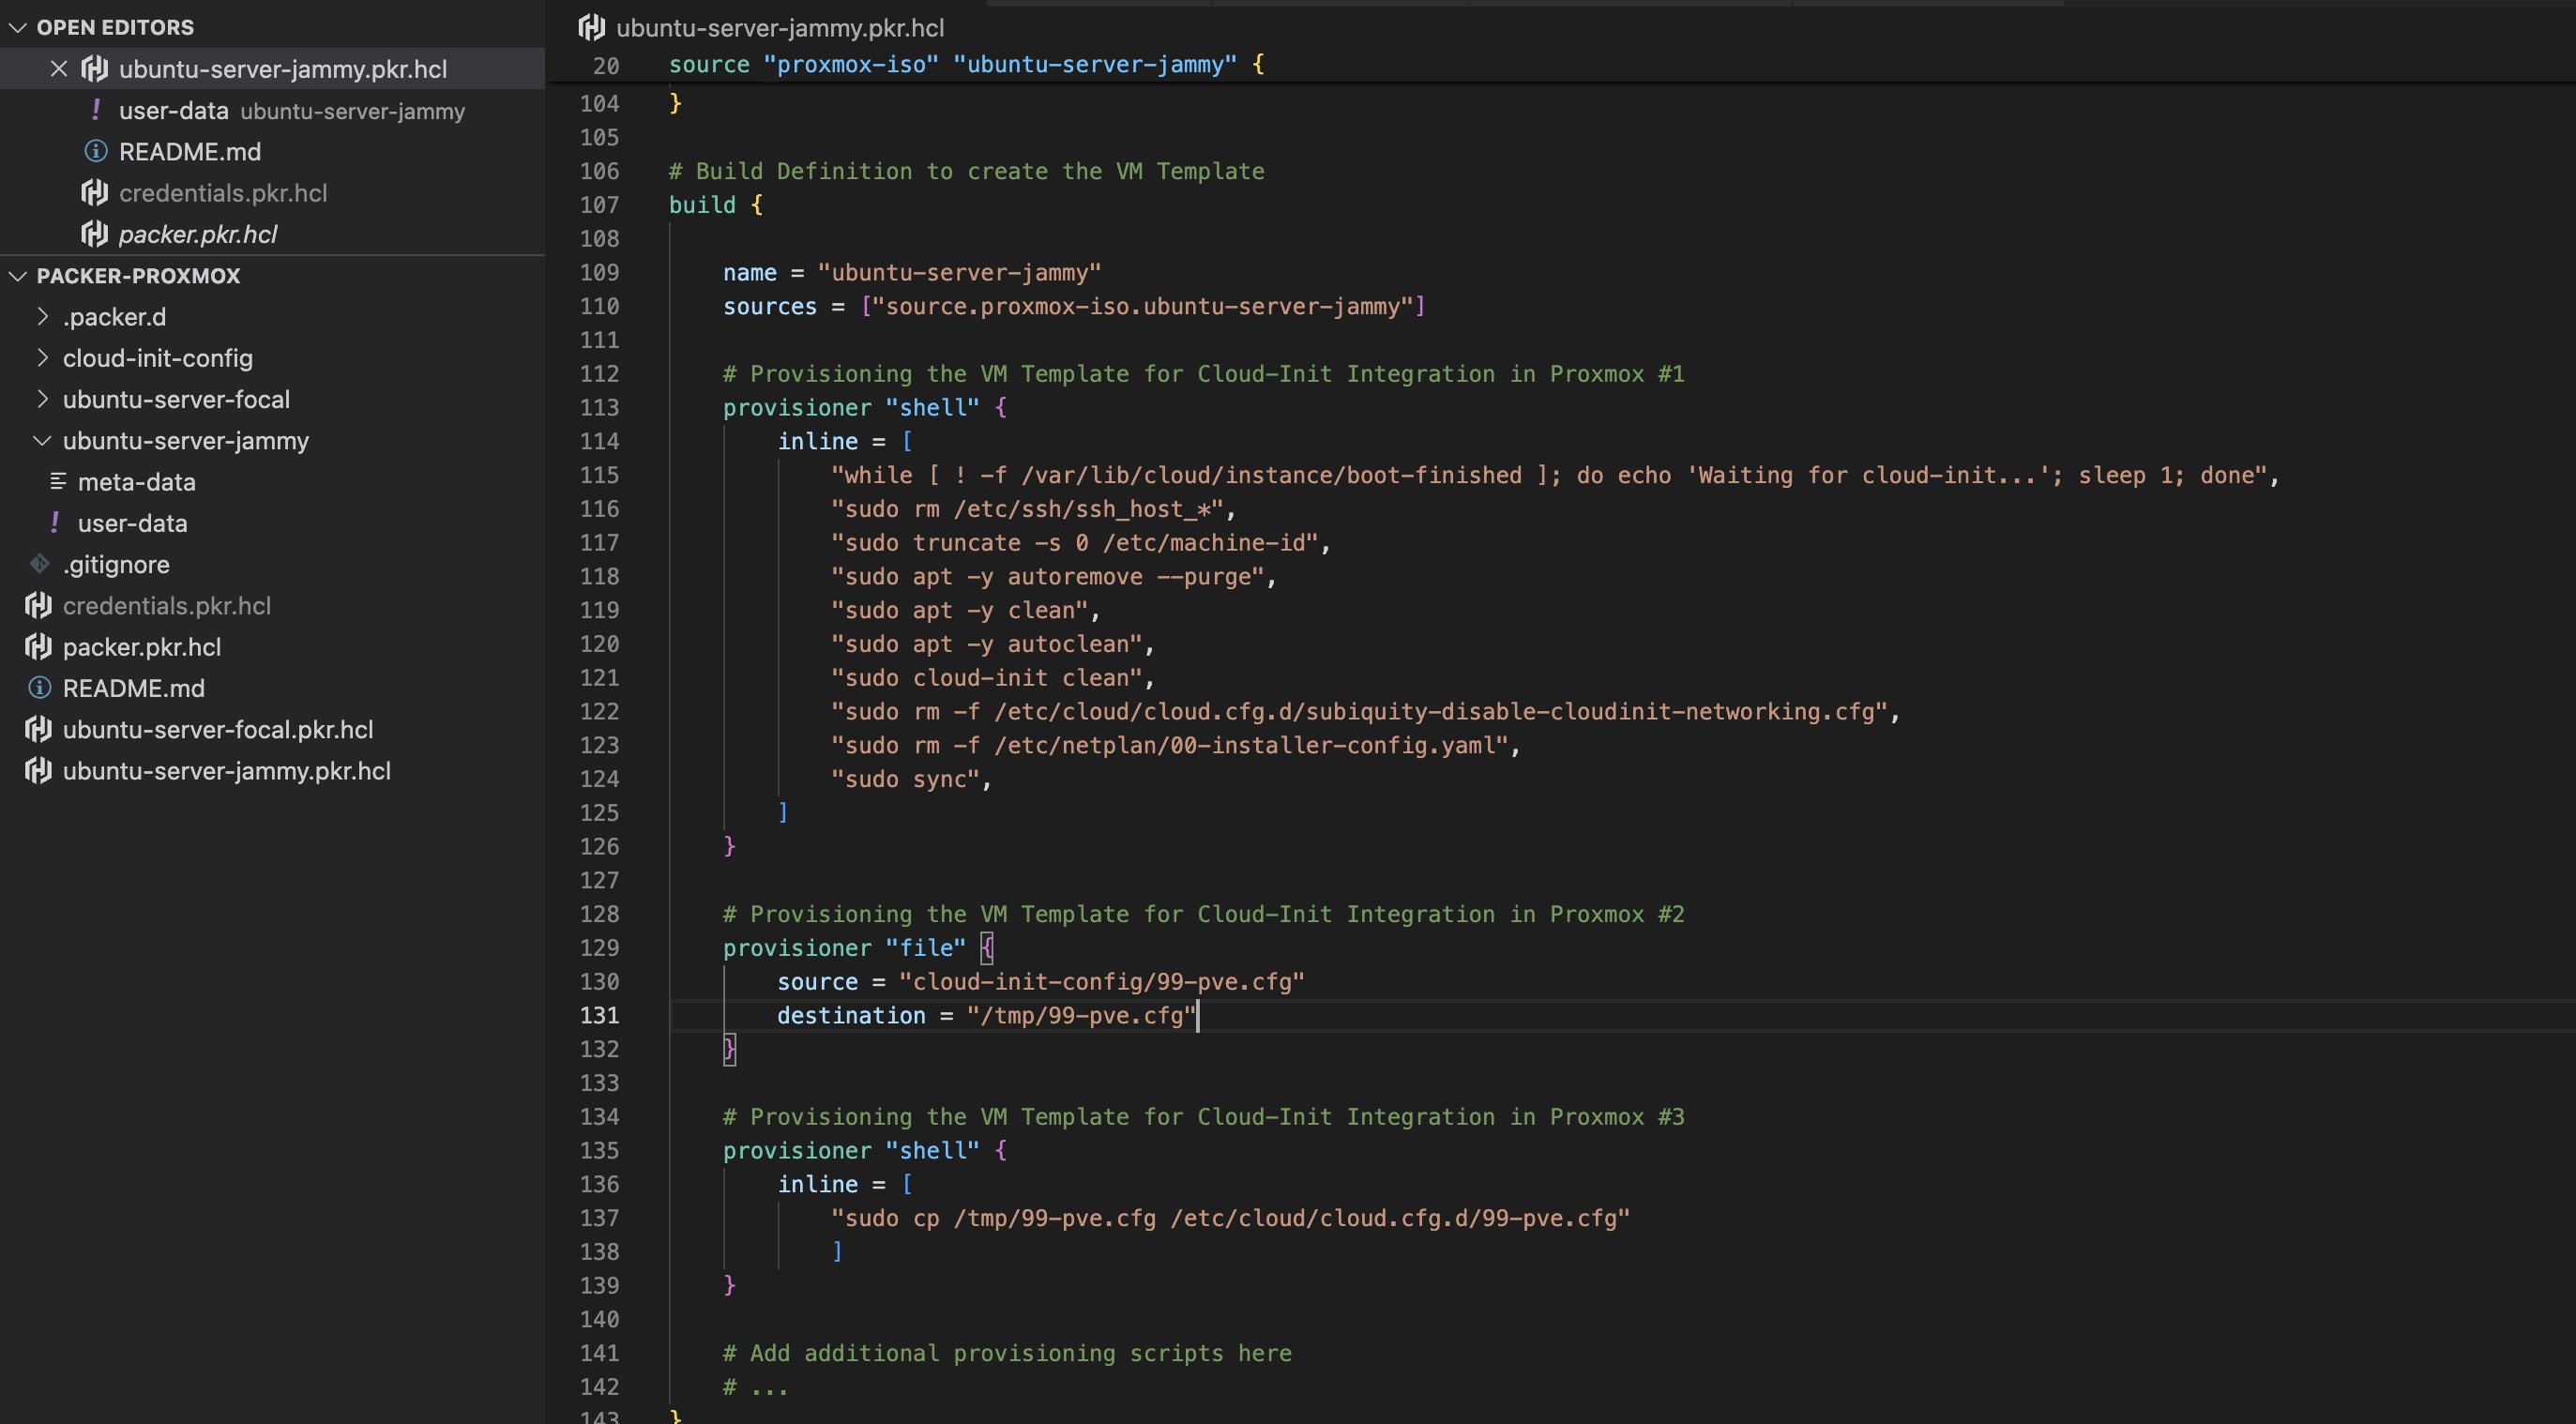 OPEN EDITORS
ubuntu-server-jammy.pkr.hcl
! user-data ubuntu-server-jammy
README.md
credentials.pkr.hcl
packer.pkr.hcl
PACKER-PROXMOX
.packer.d
cloud-init-config
ubuntu-server-focal
ubuntu-server-jammy
meta-data
! user-data
.gitignore
credentials.pkr.hcl
packer.pkr.hcl
README.md
ubuntu-server-focal.pkr.hcl
ubuntu-server-jammy.pkr.hcl
ubuntu-server-jammy.pkr.hcl
20 source "proxmox-iso" "ubuntu-server-jammy" {
104 }
105
106 # Build Definition to create the VM Template
107 build {
108
109 name = "ubuntu-server-jammy"
110 sources = ["source.proxmox-iso.ubuntu-server-jammy"]
111
112 # Provisioning the VM Template for Cloud-Init Integration in Proxmox #1
113 provisioner "shell" {
114 inline = [
115 "while [ ! -f /var/lib/cloud/instance/boot-finished ]; do echo 'Waiting for cloud-init...'; sleep 1; done",
116 "sudo rm /etc/ssh/ssh_host_*",
117 "sudo truncate -s 0 /etc/machine-id",
118 "sudo apt -y autoremove --purge",
119 "sudo apt -y clean",
120 "sudo apt -y autoclean",
121 "sudo cloud-init clean",
122 "sudo rm -f /etc/cloud/cloud.cfg.d/subiquity-disable-cloudinit-networking.cfg",
123 "sudo rm -f /etc/netplan/00-installer-config.yaml",
124 "sudo sync",
125 ]
126 }
127
128 # Provisioning the VM Template for Cloud-Init Integration in Proxmox #2
129 provisioner "file" {
130 source = "cloud-init-config/99-pve.cfg"
131 destination = "/tmp/99-pve.cfg"
132 }
133
134 # Provisioning the VM Template for Cloud-Init Integration in Proxmox #3
135 provisioner "shell" {
136 inline = [
137 "sudo cp /tmp/99-pve.cfg /etc/cloud/cloud.cfg.d/99-pve.cfg"
138 ]
139 }
140
141 # Add additional provisioning scripts here
142 # ...
143 }